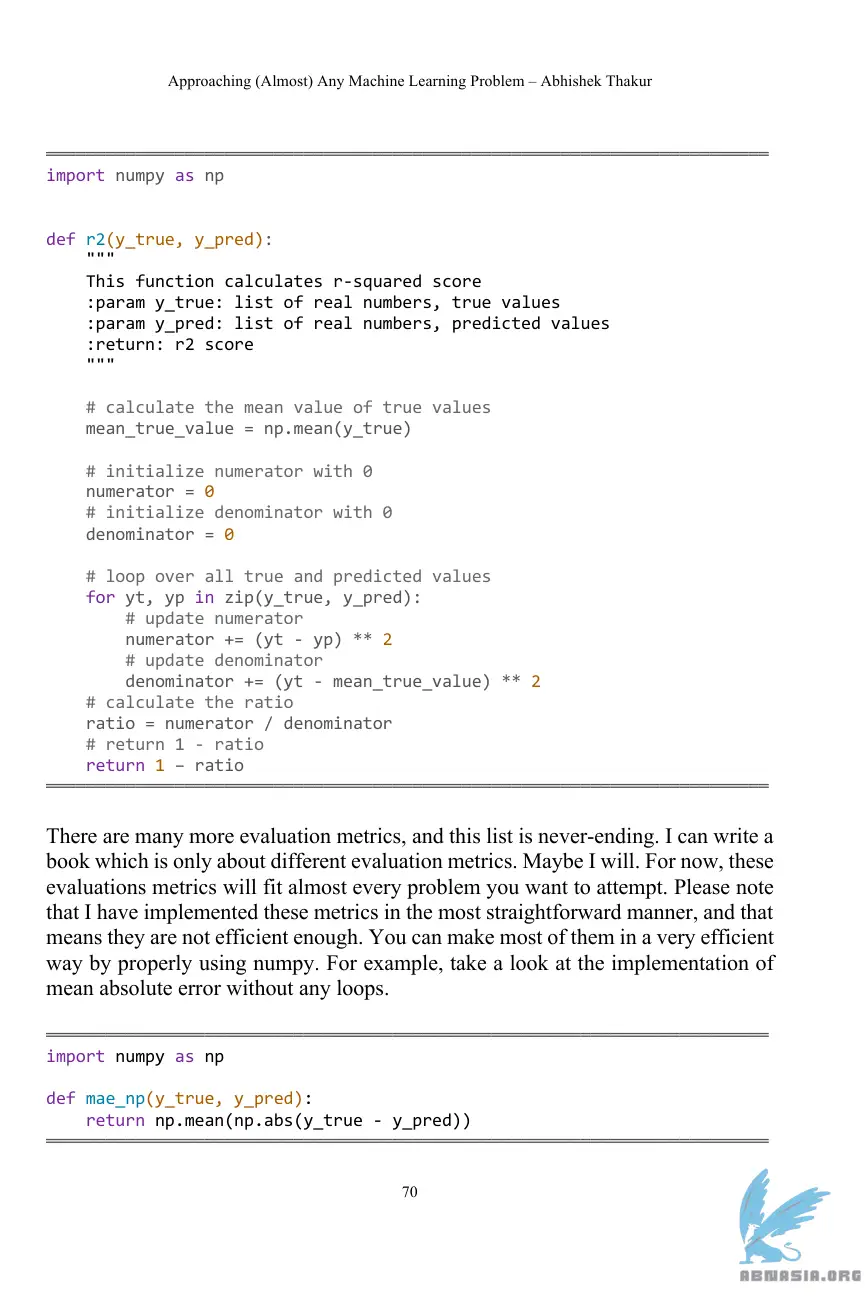 Approaching (Almost) Any Machine Learning Problem – Abhishek Thakur
import numpy as np
def r2(y_true, y_pred):
    """
    This function calculates r-squared score
    :param y_true: list of real numbers, true values
    :param y_pred: list of real numbers, predicted values
    :return: r2 score
    """
    # calculate the mean value of true values
    mean_true_value = np.mean(y_true)
    # initialize numerator with 0
    numerator = 0
    # initialize denominator with 0
    denominator = 0
    # loop over all true and predicted values
    for yt, yp in zip(y_true, y_pred):
        # update numerator
        numerator += (yt - yp) ** 2
        # update denominator
        denominator += (yt - mean_true_value) ** 2
    # calculate the ratio
    ratio = numerator / denominator
    # return 1 - ratio
    return 1 – ratio
There are many more evaluation metrics, and this list is never-ending. I can write a
book which is only about different evaluation metrics. Maybe I will. For now, these
evaluations metrics will fit almost every problem you want to attempt. Please note
that I have implemented these metrics in the most straightforward manner, and that
means they are not efficient enough. You can make most of them in a very efficient
way by properly using numpy. For example, take a look at the implementation of
mean absolute error without any loops.
import numpy as np
def mae_np(y_true, y_pred):
    return np.mean(np.abs(y_true - y_pred))
70
ABNASIA.ORG